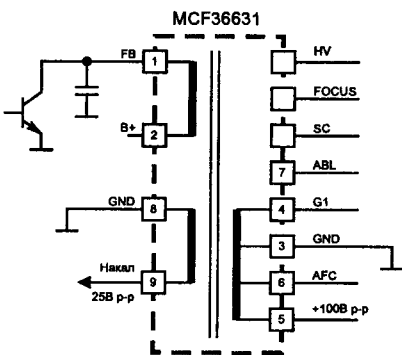 MCF36631
FB
1
B+
2
GND
8
Накал
9
25В р-р
HV
FOCUS
SC
7
ABL
4
G1
3
GND
6
AFC
5
+100В р-р